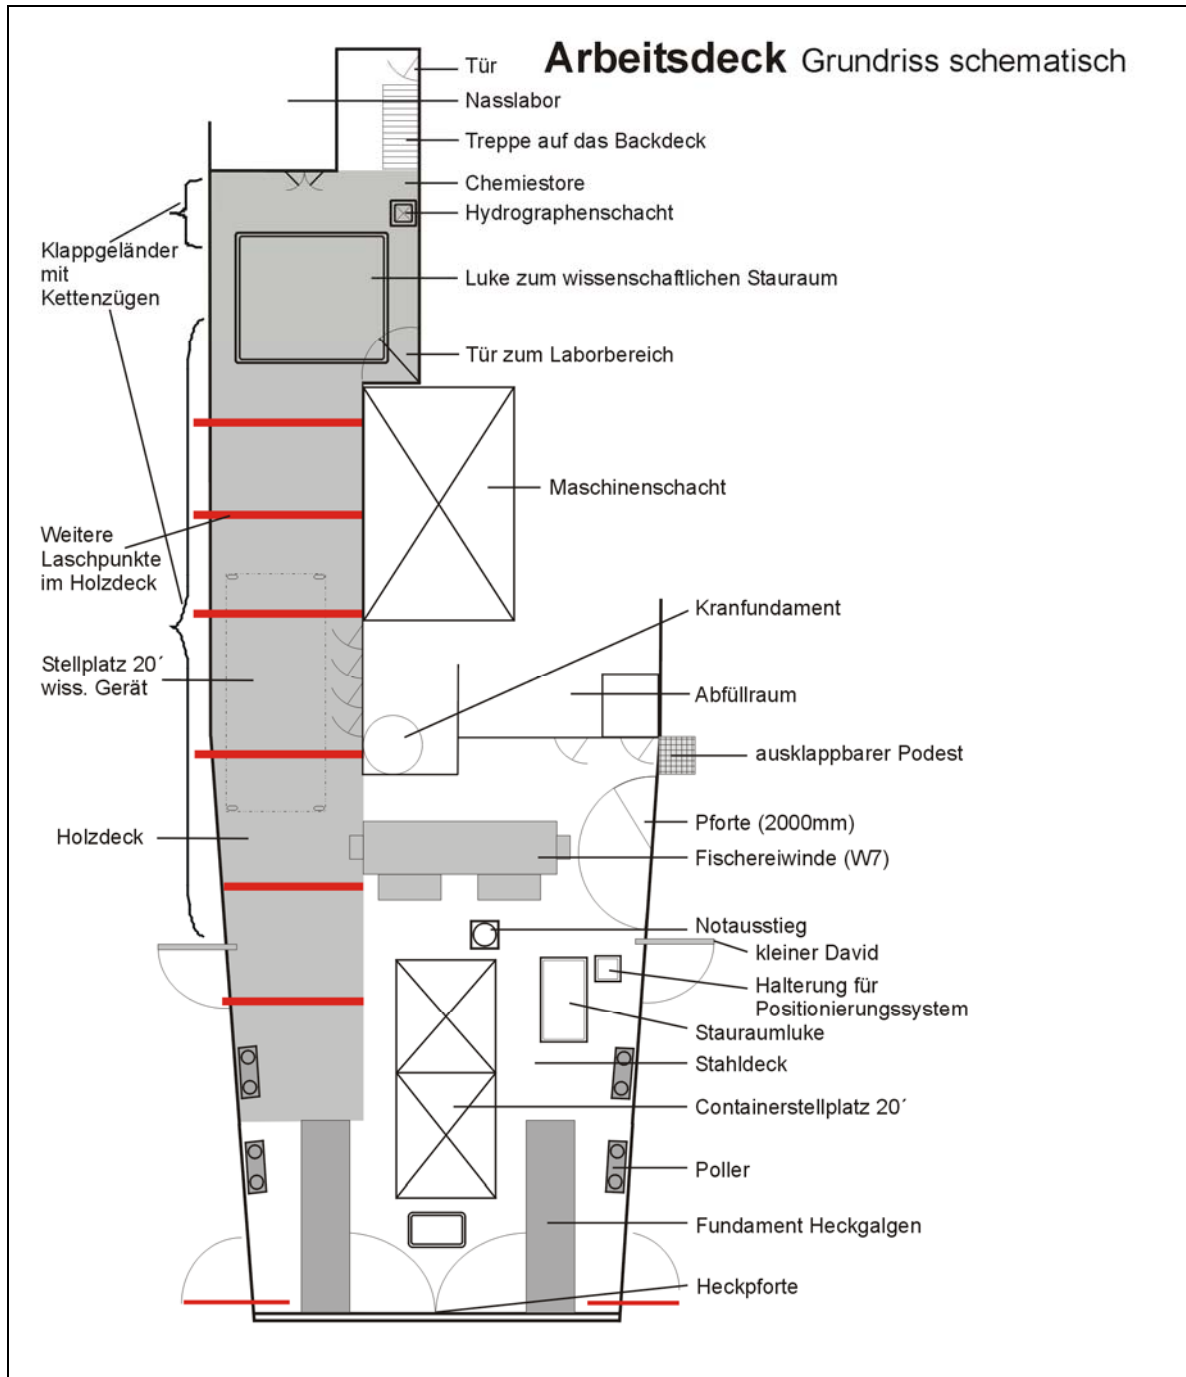 Arbeitsdeck Grundriss schematisch
Tür
Nasslabor
Treppe auf das Backdeck
Chemiestore
Hydrographenschacht
Klappgeländer
mit
Kettenzügen
Luke zum wissenschaftlichen Stauraum
Tür zum Laborbereich
Maschinenschacht
Weitere
Laschpunkte
im Holzdeck
Kranfundament
Stellplatz 20´
wiss. Gerät
Abfüllraum
ausklappbarer Podest
Holzdeck
Pforte (2000mm)
Fischereiwinde (W7)
Notausstieg
kleiner David
Halterung für
Positionierungssystem
Stauraumluke
Stahldeck
Containerstellplatz 20´
Poller
Fundament Heckgalgen
Heckpforte